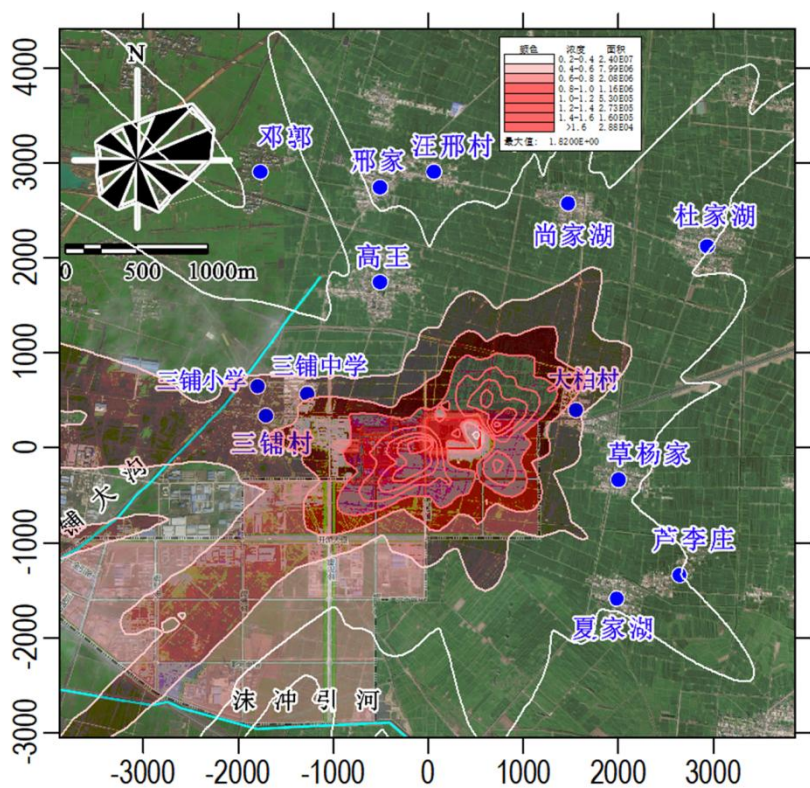 4000
3000
2000
1000
0
-1000
-2000
-3000
N
0 500 1000m
颜色 浓度 面积
0.2-0.4 2.40E07
0.4-0.6 7.99E06
0.6-0.8 2.08E06
0.8-1.0 1.16E06
1.0-1.2 5.30E05
1.2-1.4 2.73E05
1.4-1.6 1.60E05
>1.6 2.88E04
最大值: 1.8200E+00
邓郭
邢家
汪邢村
尚家湖
杜家湖
高王
三铺小学
三铺中学
三铺村
大柏村
草杨家
芦李庄
夏家湖
铺大沟
沫冲引河
-3000 -2000 -1000 0 1000 2000 3000